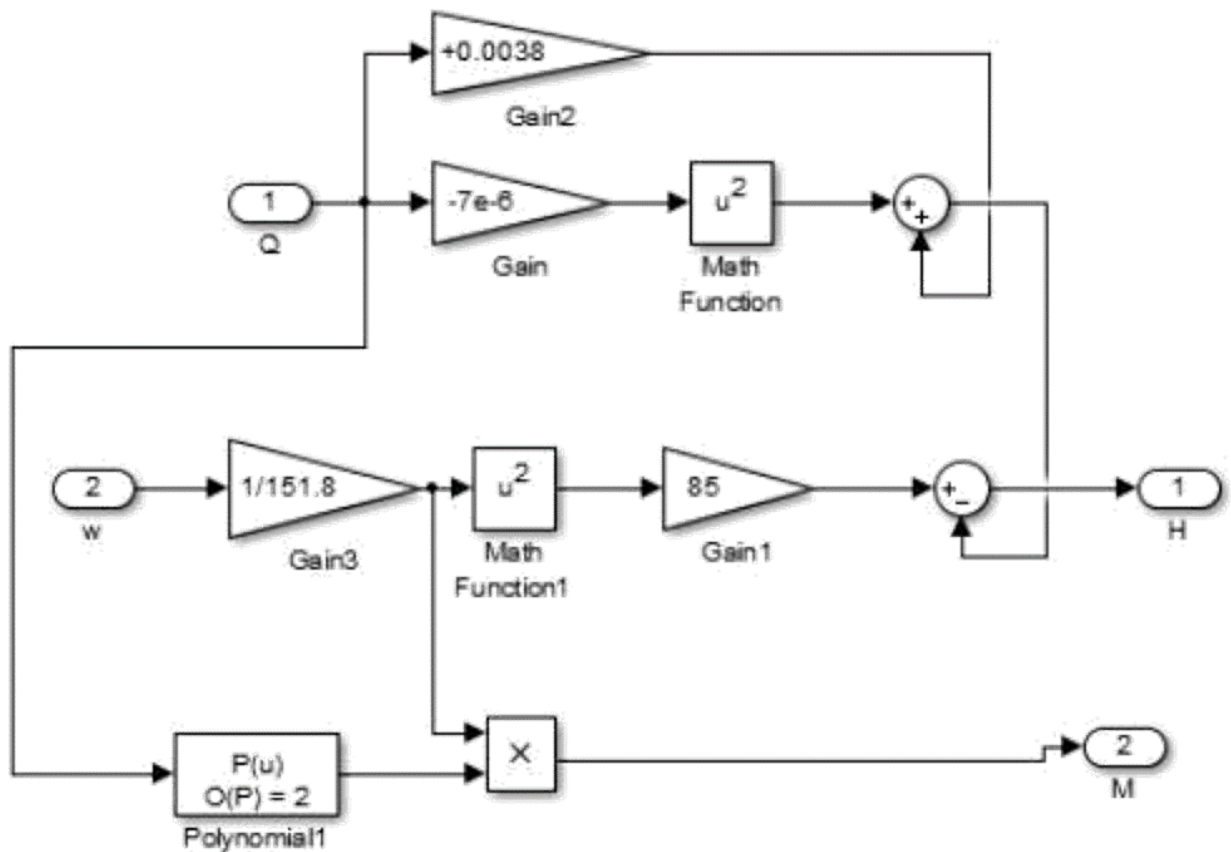 +0.0038
Gain2
1
Q
-7e-6
Gain
u²
Math
Function
+
+
2
w
1/151.8
Gain3
u²
Math
Function1
85
Gain1
+
-
1
H
P(u)
O(P) = 2
Polynomial1
×
2
M